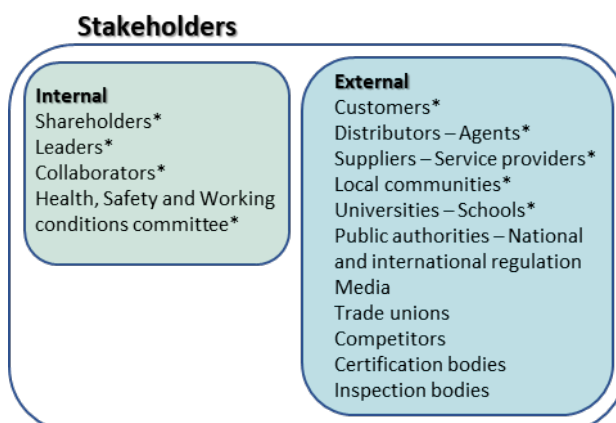 Stakeholders
Internal
Shareholders*
Leaders*
Collaborators*
Health, Safety and Working
conditions committee*
External
Customers*
Distributors – Agents*
Suppliers – Service providers*
Local communities*
Universities – Schools*
Public authorities – National
and international regulation
Media
Trade unions
Competitors
Certification bodies
Inspection bodies